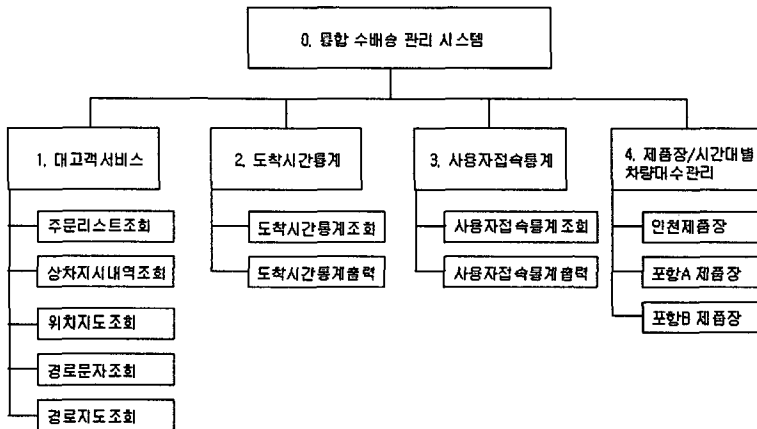 0. 통합 수배송 관리 시스템
1. 대고객서비스
2. 도착시간통계
3. 사용자접속통계
4. 제품장/시간대별
차량대수관리
주문리스트조회
상차지시내역조회
위치지도조회
경로문자조회
경로지도조회
도착시간통계조회
도착시간통계출력
사용자접속통계조회
사용자접속통계출력
인천제품장
포항A 제품장
포항B 제품장